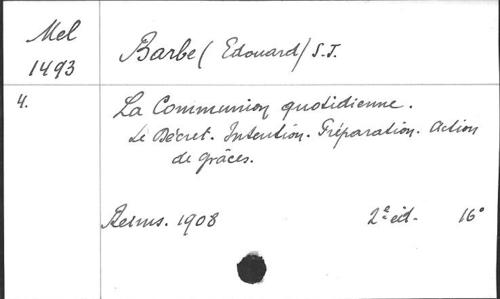 Mel
1493
Barbe (Edouard) S.J.
4.
La Communion quotidienne.
Le Décret. Intention. Préparation. Action
de grâces.
Reims. 1908
2e éd.
16°